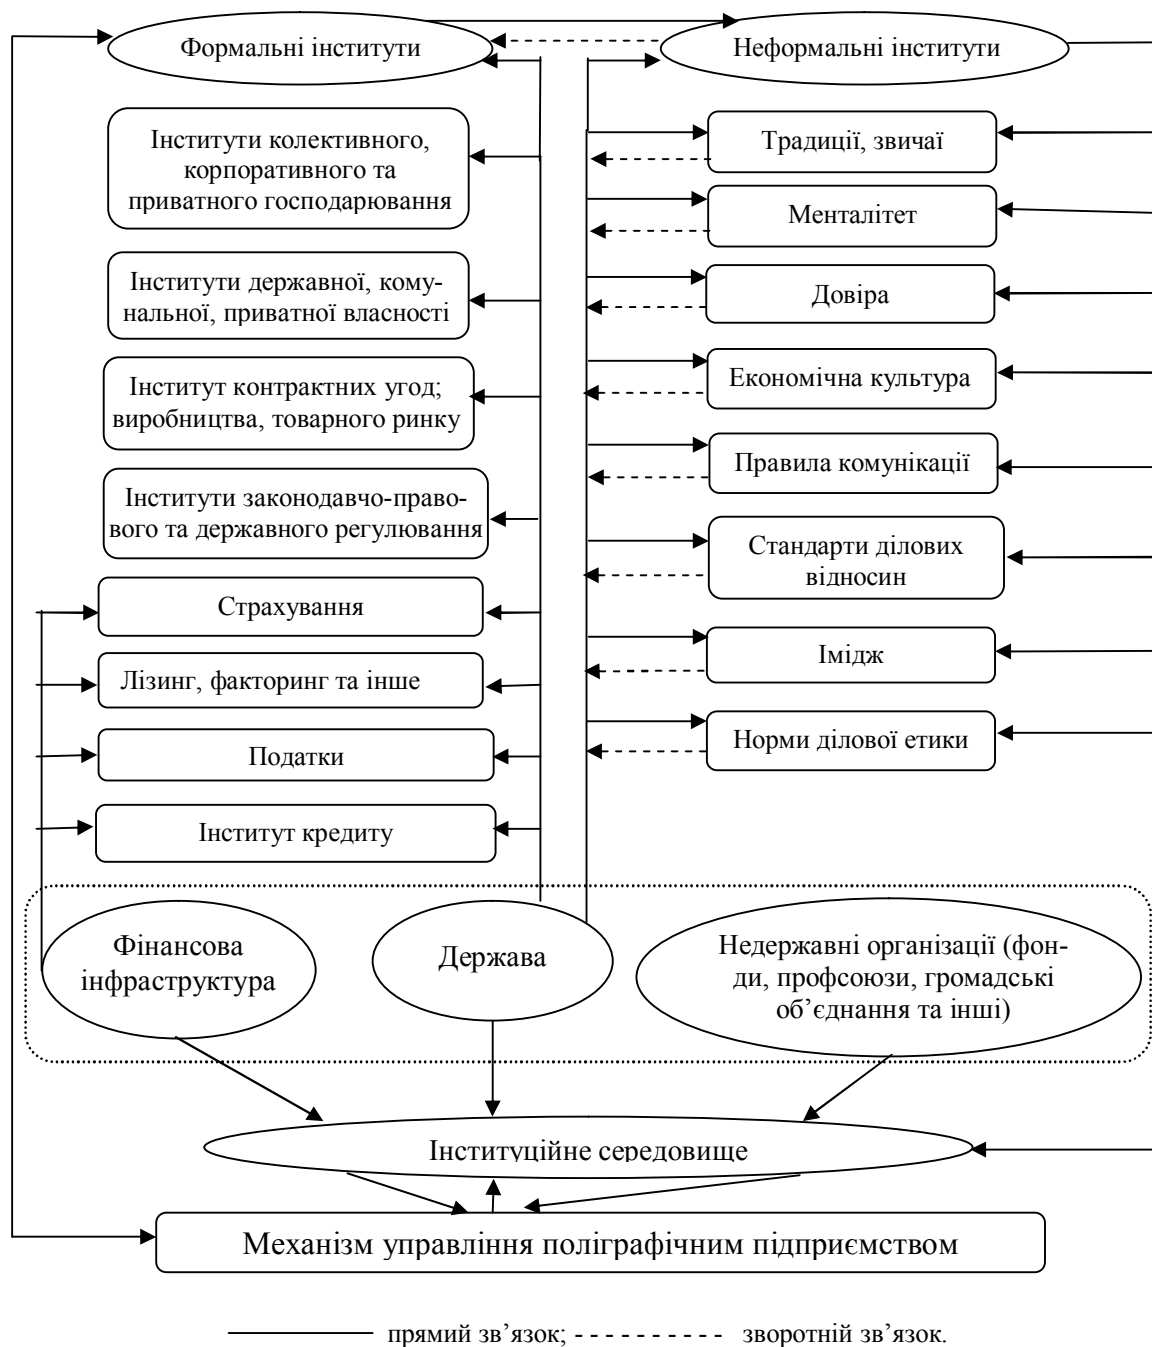 Формальні інститути
Неформальні інститути
Інститути колективного,
корпоративного та
приватного господарювання
Інститути державної, кому-
нальної, приватної власності
Інститут контрактних угод;
виробництва, товарного ринку
Інститути законодавчо-право-
вого та державного регулювання
Страхування
Лізинг, факторинг та інше
Податки
Інститут кредиту
Традиції, звичаї
Менталітет
Довіра
Економічна культура
Правила комунікації
Стандарти ділових
відносин
Імідж
Норми ділової етики
Фінансова
інфраструктура
Держава
Недержавні організації (фон-
ди, профсоюзи, громадські
об’єднання та інші)
Інституційне середовище
Механізм управління поліграфічним підприємством
прямий зв’язок; зворотній зв’язок.